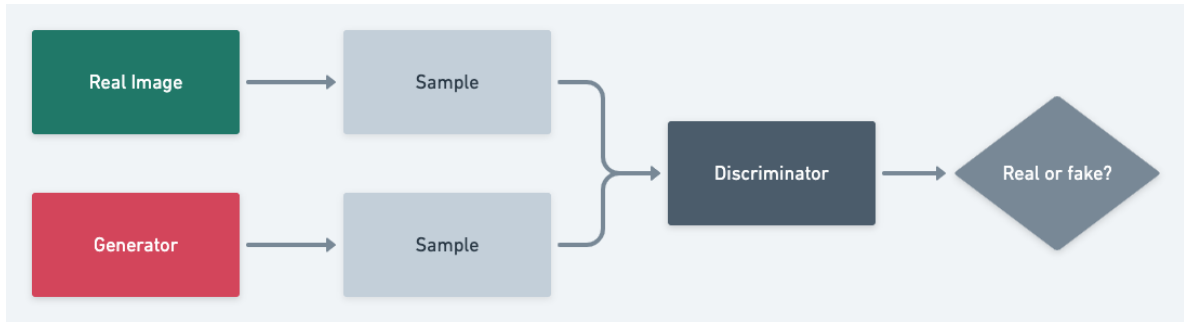 Real Image
Sample
Generator
Sample
Discriminator
Real or fake?